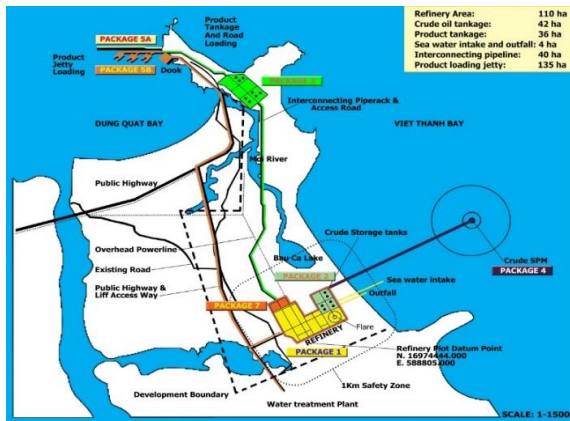 Refinery Area: 110 ha
Crude oil tankage: 42 ha
Product tankage: 36 ha
Sea water intake and outfall: 4 ha
Interconnecting pipeline: 40 ha
Product loading jetty: 135 ha
Product
Tankage
And Road
Loading
PACKAGE 5A
PACKAGE 5B
Product
Jetty
Loading
Dook
PACKAGE 3
Interconnecting Piperack &
Access Road
DUNG QUAT BAY
VIET THANH BAY
Moi River
Public Highway
Crude Storage tanks
Overhead Powerline
Bau Ca Lake
Crude SPM
PACKAGE 4
Existing Road
PACKAGE 2
Sea water intake
Outfall
Public Highway &
Liff Access Way
PACKAGE 7
Flare
REFINERY
PACKAGE 1
Refinery Plot Datum Point
N. 16974444.000
E. 588805.000
1Km Safety Zone
Development Boundary
Water treatment Plant
SCALE: 1-1500